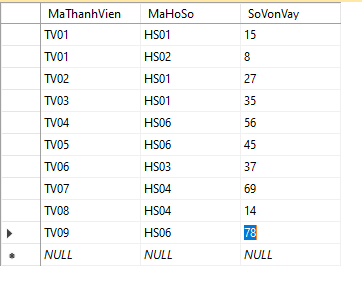 MaThanhVien MaHoSo SoVonVay
TV01 HS01 15
TV01 HS02 8
TV02 HS01 27
TV03 HS01 35
TV04 HS06 56
TV05 HS06 45
TV06 HS03 37
TV07 HS04 69
TV08 HS04 14
TV09 HS06 78
NULL NULL NULL